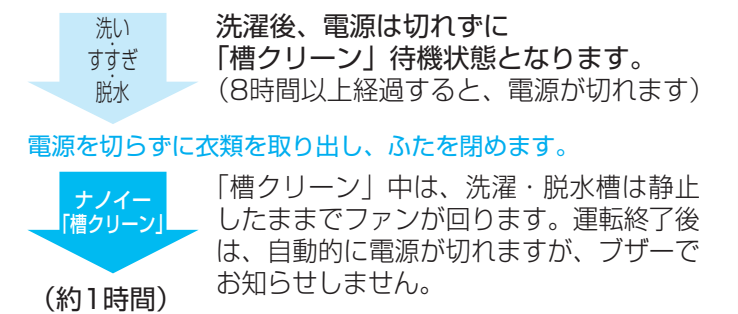 洗い
・
すすぎ
・
脱水
洗濯後、電源は切れずに
「槽クリーン」待機状態となります。
（8時間以上経過すると、電源が切れます）
電源を切らずに衣類を取り出し、ふたを閉めます。
ナノイー
「槽クリーン」
（約1時間）
「槽クリーン」中は、洗濯・脱水槽は静止
したままでファンが回ります。運転終了後
は、自動的に電源が切れますが、ブザーで
お知らせしません。